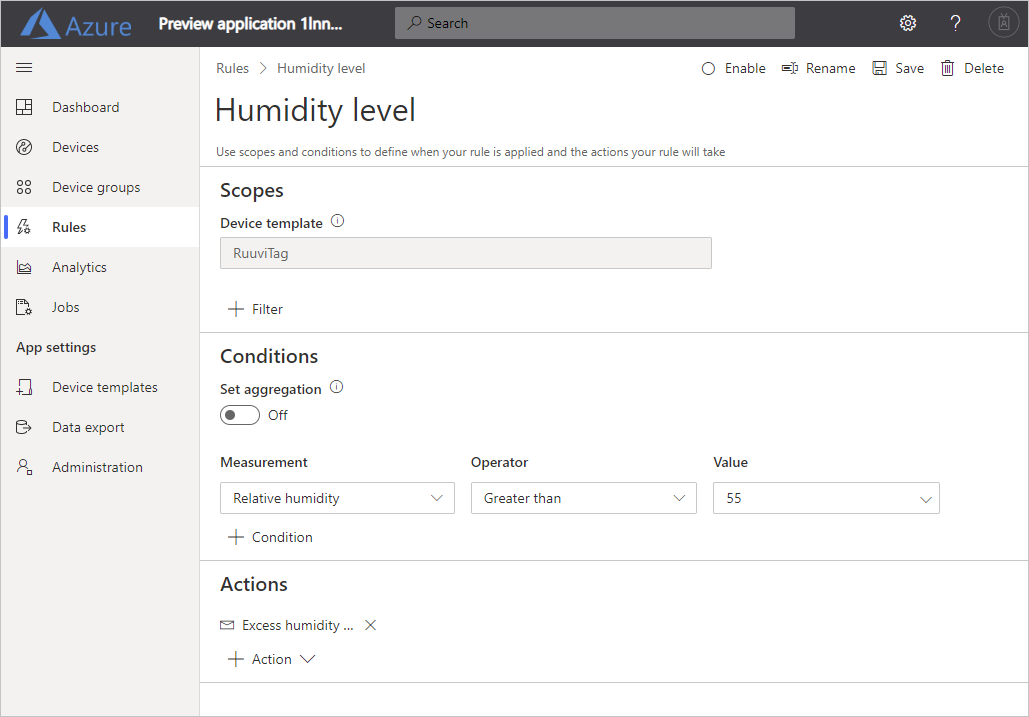 Azure Preview application 1Inn... Search
Rules Humidity level Enable Rename Save Delete
Humidity level
Use scopes and conditions to define when your rule is applied and the actions your rule will take
Dashboard
Devices
Device groups
Rules
Analytics
Jobs
App settings
Device templates
Data export
Administration
Scopes
Device template
RuuviTag
Filter
Conditions
Set aggregation
Off
Measurement Operator Value
Relative humidity Greater than 55
Condition
Actions
Excess humidity ...
Action